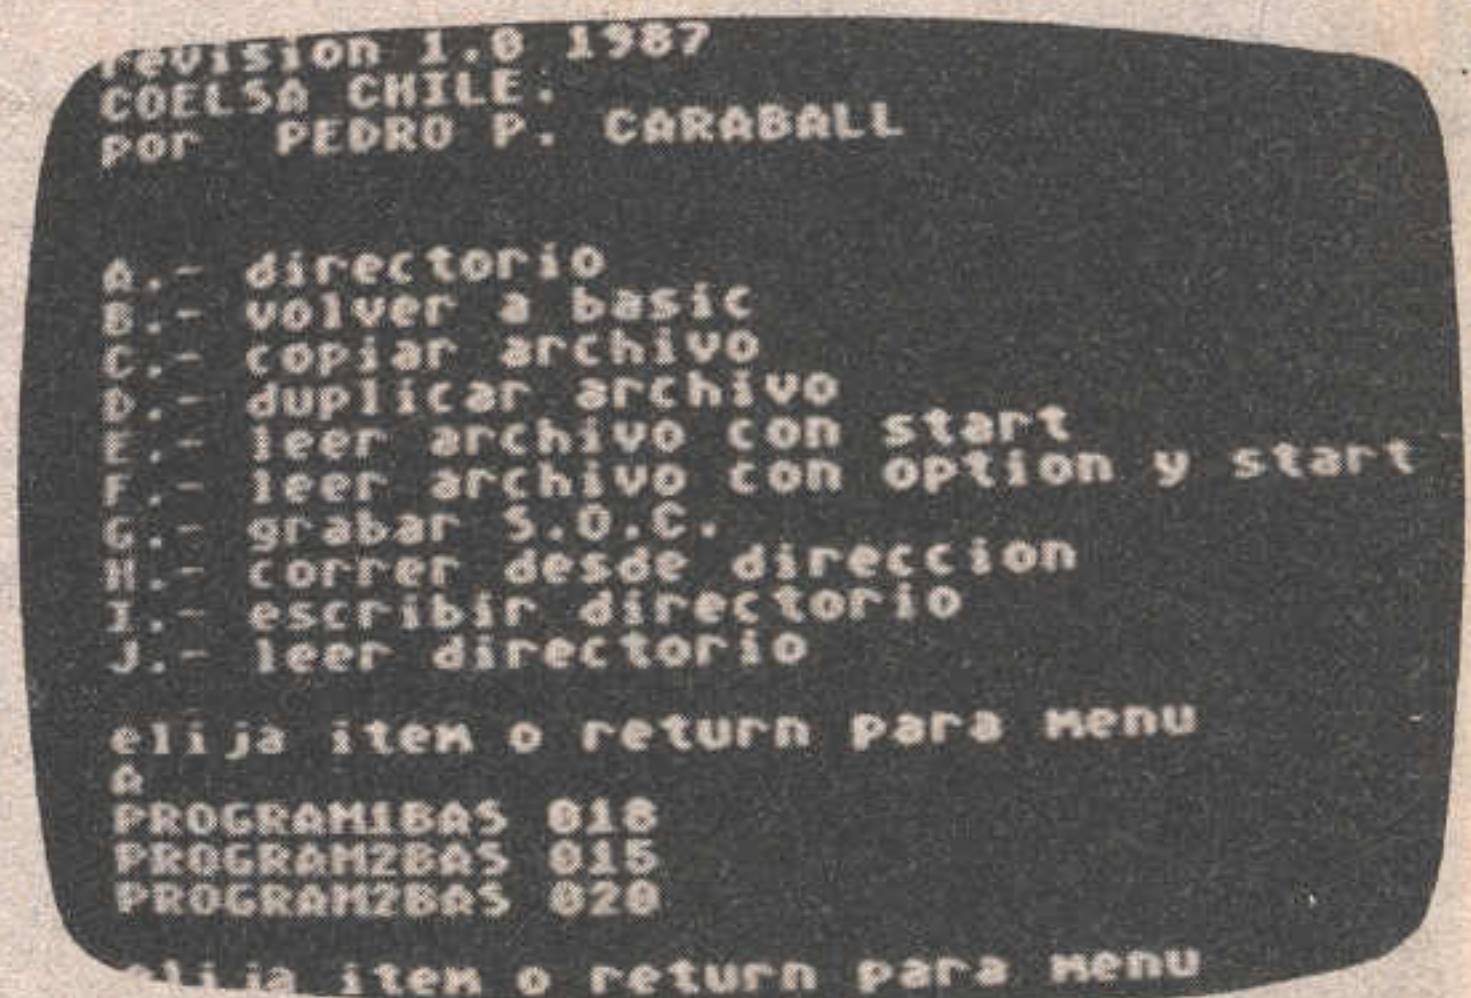 revision 1.0 1987
COELSA CHILE.
por PEDRO P. CARABALL
A.- directorio
B.- volver a basic
C.- copiar archivo
D.- duplicar archivo
E.- leer archivo con start
F.- leer archivo con option y start
G.- grabar S.O.C.
H.- correr desde direccion
I.- escribir directorio
J.- leer directorio
elija item o return para menu
A
PROGRAM1BAS 018
PROGRAM2BAS 015
PROGRAM2BAS 020
elija item o return para menu